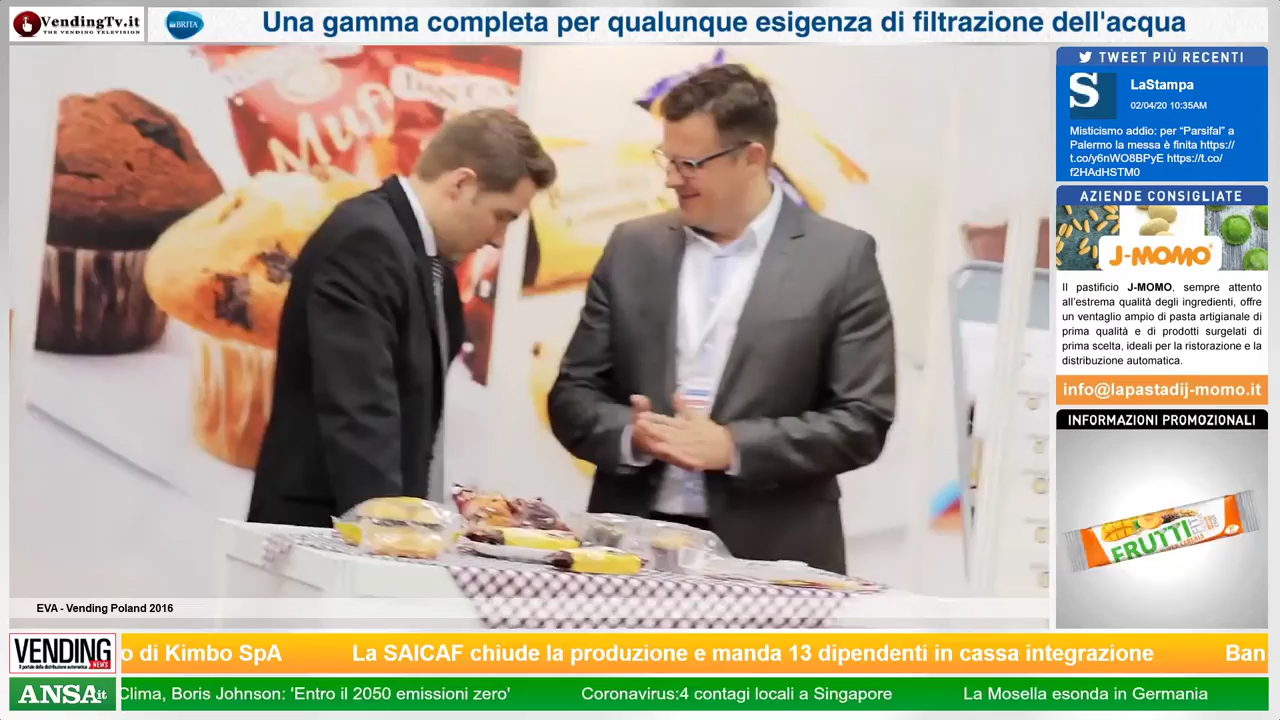 VendingTv.it
THE VENDING TELEVISION
BRITA
Una gamma completa per qualunque esigenza di filtrazione dell'acqua
TWEET PIÙ RECENTI
S
LaStampa
02/04/20 10:35AM
Misticismo addio: per “Parsifal” a
Palermo la messa è finita https://
t.co/y6nWO8BPyE https://t.co/
f2HAdHSTM0
AZIENDE CONSIGLIATE
J-MOMO
Il pastificio J-MOMO, sempre attento
all'estrema qualità degli ingredienti, offre
un ventaglio ampio di pasta artigianale di
prima qualità e di prodotti surgelati di
prima scelta, ideali per la ristorazione e la
distribuzione automatica.
info@lapastadij-momo.it
INFORMAZIONI PROMOZIONALI
FRUTTI
EVA - Vending Poland 2016
VENDING
NEWS
Il portale della distribuzione automatica
o di Kimbo SpA La SAICAF chiude la produzione e manda 13 dipendenti in cassa integrazione Ban
ANSA.it
Clima, Boris Johnson: 'Entro il 2050 emissioni zero' Coronavirus:4 contagi locali a Singapore La Mosella esonda in Germania